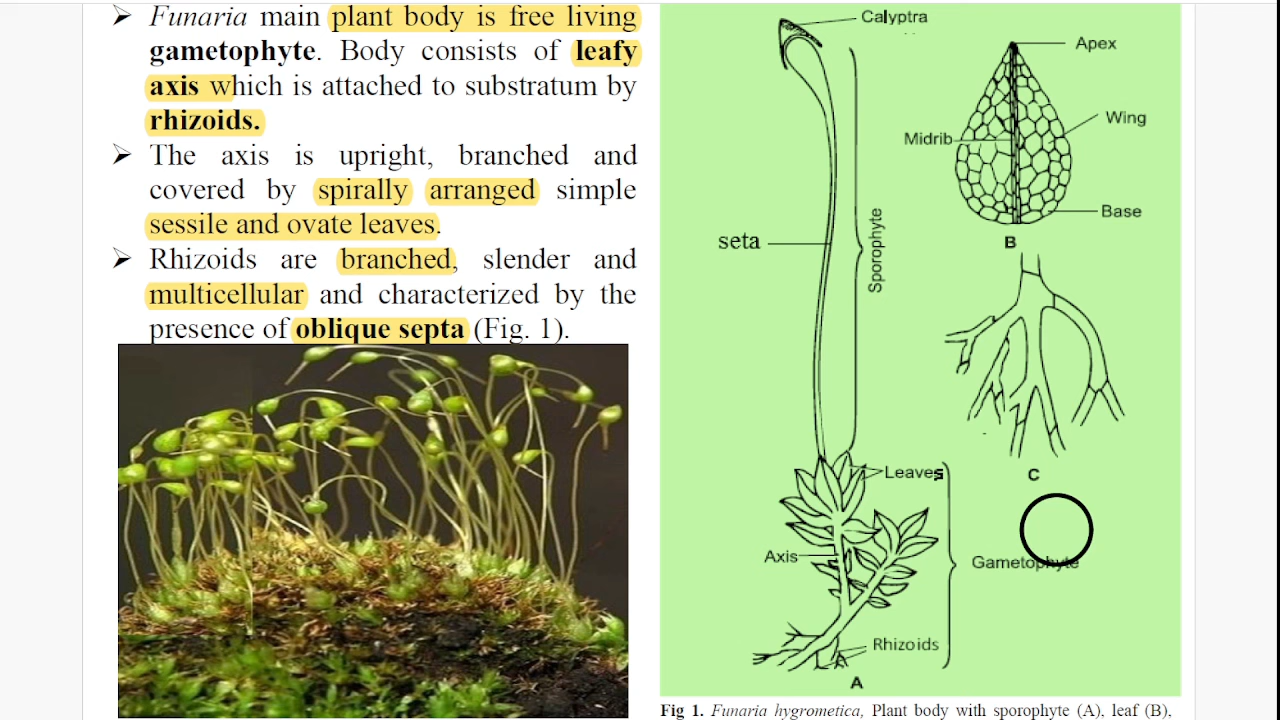 ➢ Funaria main plant body is free living
gametophyte. Body consists of leafy
axis which is attached to substratum by
rhizoids.
➢ The axis is upright, branched and
covered by spirally arranged simple
sessile and ovate leaves.
➢ Rhizoids are branched, slender and
multicellular and characterized by the
presence of oblique septa (Fig. 1).
Calyptra
Apex
Wing
Midrib
Base
B
seta
Sporophyte
C
Leaves
Axis
Gametophyte
Rhizoids
A
Fig 1. Funaria hygrometica, Plant body with sporophyte (A), leaf (B),